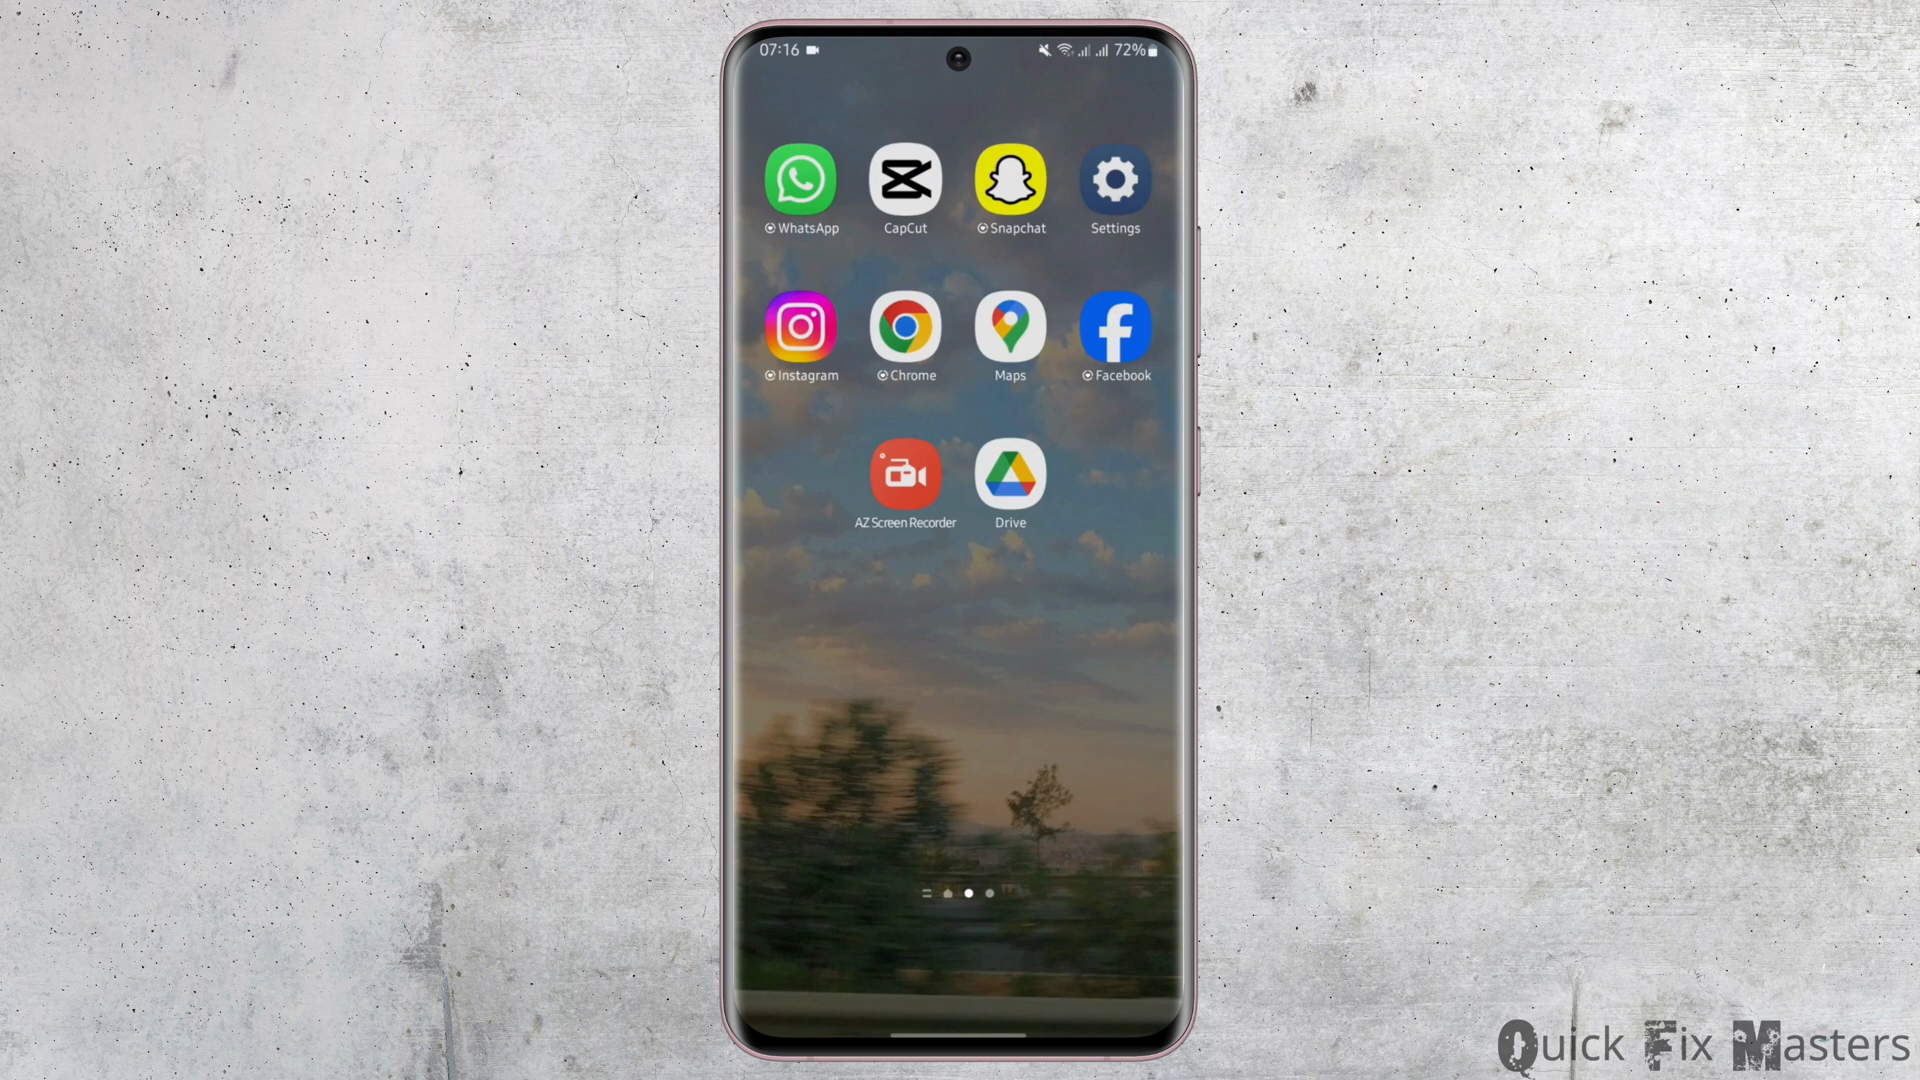 07:16
72%
WhatsApp
CapCut
Snapchat
Settings
Instagram
Chrome
Maps
Facebook
AZ Screen Recorder
Drive
Quick Fix Masters